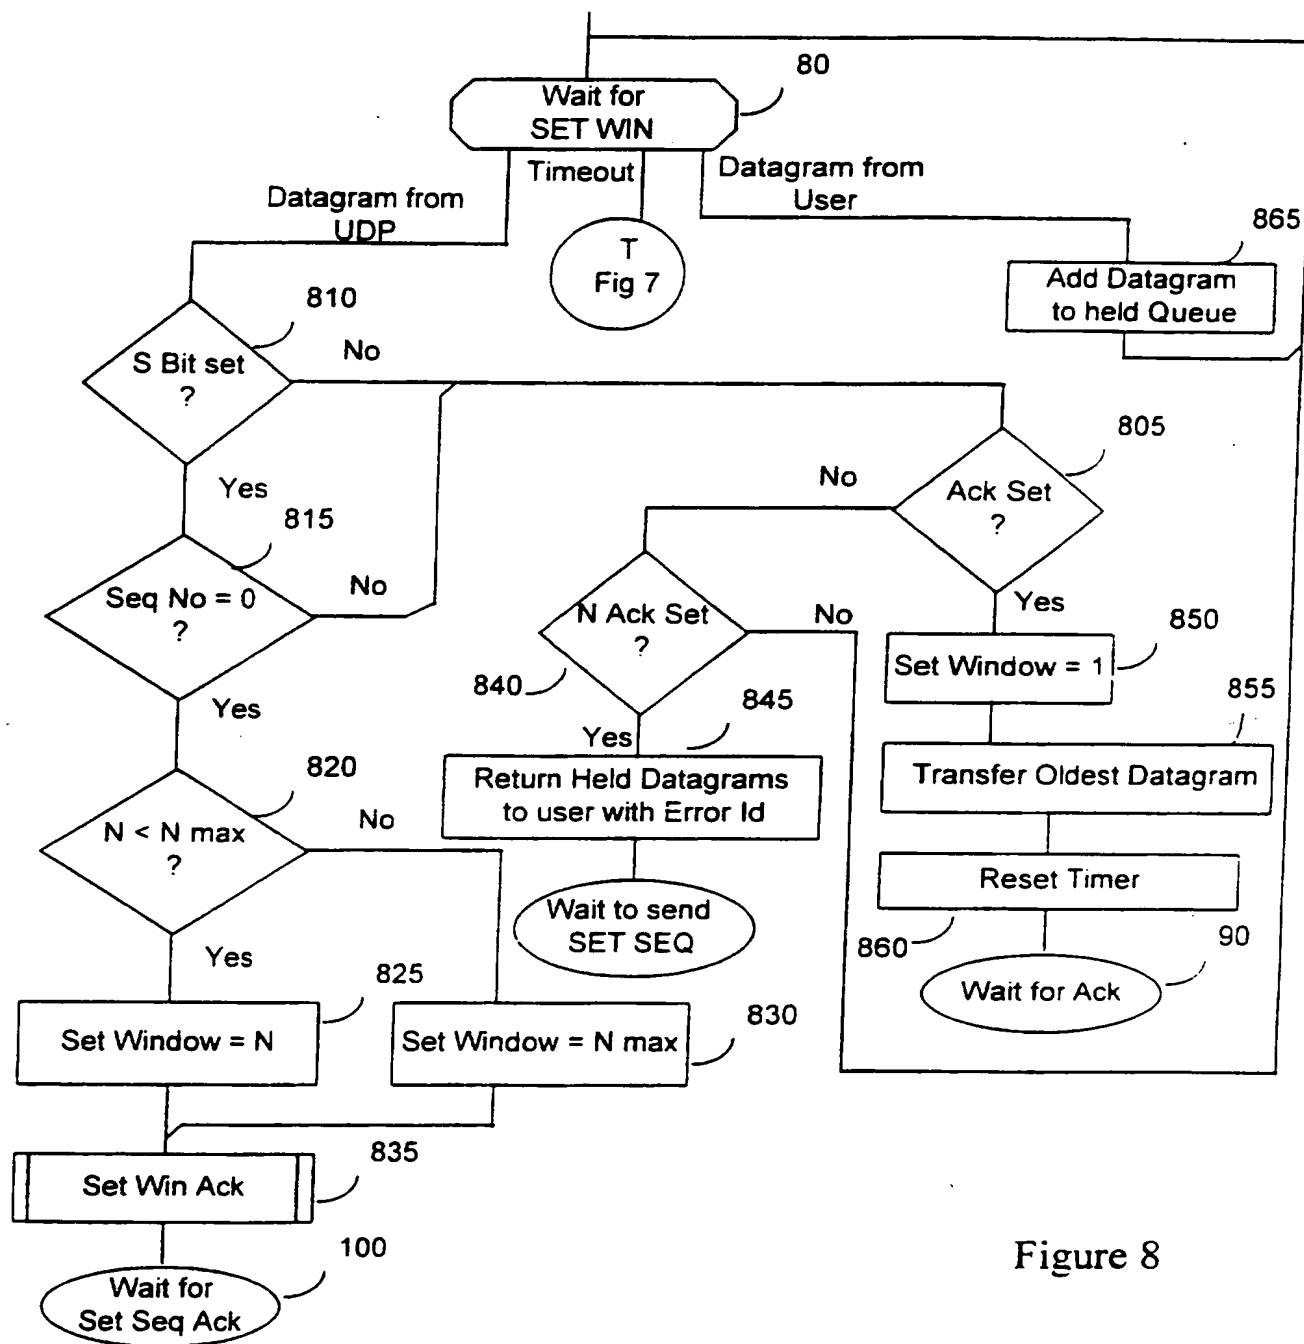 80
Wait for
SET WIN
Timeout
Datagram from
User
Datagram from
UDP
T
Fig 7
865
Add Datagram
to held Queue
810
S Bit set
?
No
Yes
805
Ack Set
?
No
Yes
815
Seq No = 0
?
No
Yes
N Ack Set
?
No
840
Yes
850
Set Window = 1
845
Return Held Datagrams
to user with Error Id
855
Transfer Oldest Datagram
820
N < N max
?
No
Yes
Reset Timer
860
Wait to send
SET SEQ
90
Wait for Ack
825
Set Window = N
830
Set Window = N max
835
Set Win Ack
100
Wait for
Set Seq Ack
Figure 8